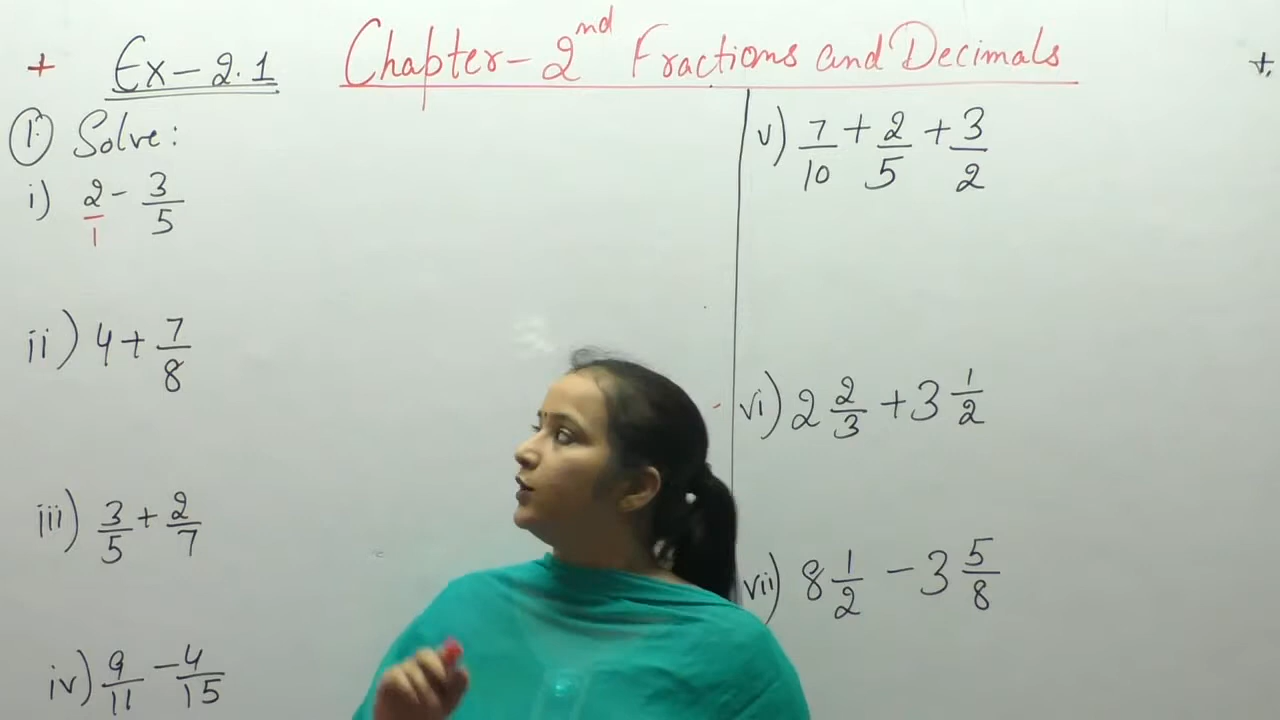 Ex-2.1 Chapter-2nd Fractions and Decimals
1. Solve:
i) 2/1 - 3/5
ii) 4 + 7/8
iii) 3/5 + 2/7
iv) 9/11 - 4/15
v) 7/10 + 2/5 + 3/2
vi) 2 2/3 + 3 1/2
vii) 8 1/2 - 3 5/8